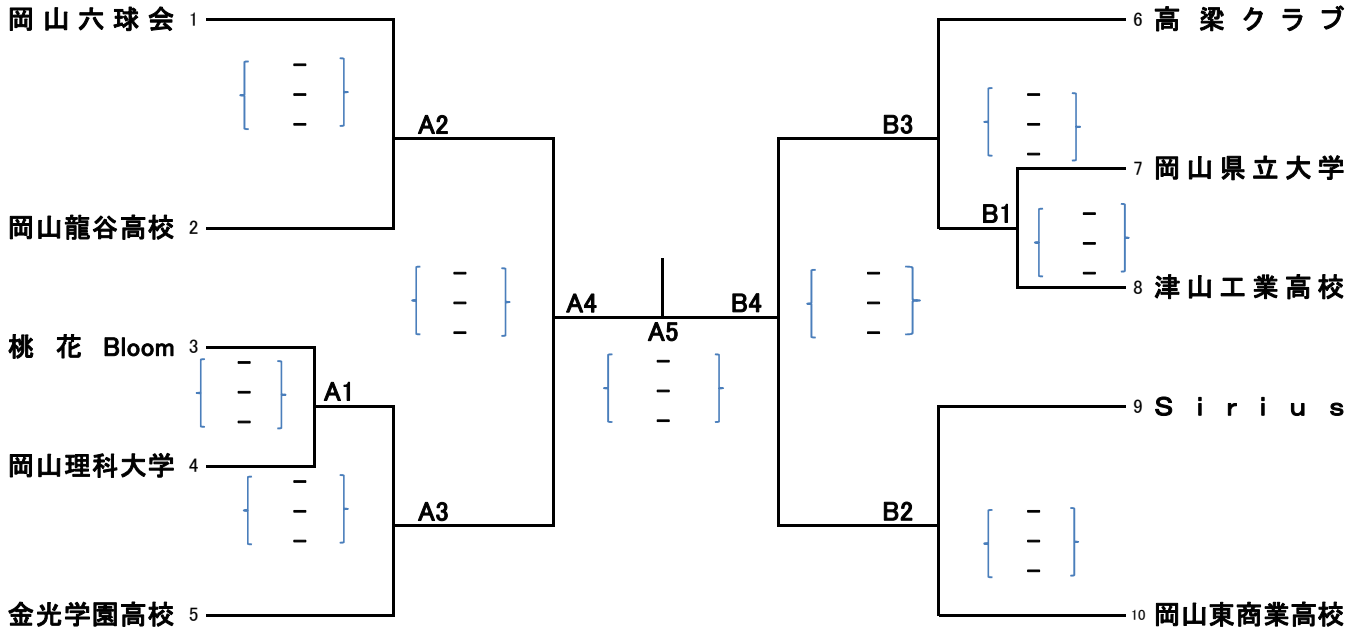 岡山六球会 1
－
－
－
A2
岡山龍谷高校 2
－
－
－
A4
桃花 Bloom 3
－
－
－
A1
岡山理科大学 4
－
－
－
A3
金光学園高校 5
A5
－
－
－
6 高梁クラブ
－
－
－
B3
7 岡山県立大学
B1
－
－
－
8 津山工業高校
B4
－
－
－
9 Sirius
B2
－
－
－
10 岡山東商業高校